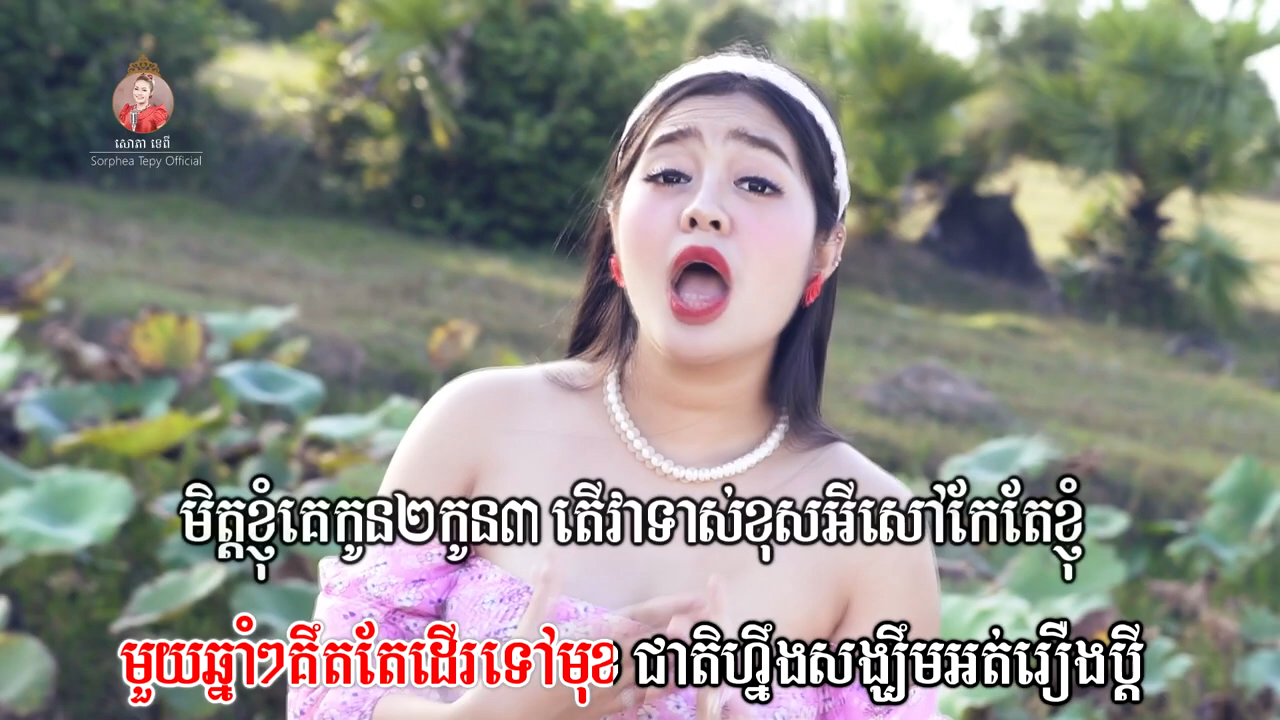 សោភា ទេពី
Sorphea Tepy Official
មិត្តខ្ញុំគេកូន២កូន៣ តើវាទាស់ខុសអីសៅកែតែខ្ញុំ
មួយឆ្នាំៗគឹតតែដើរទៅមុខ ជាតិហ្នឹងសង្ឃឹមអត់រឿងប្ដី